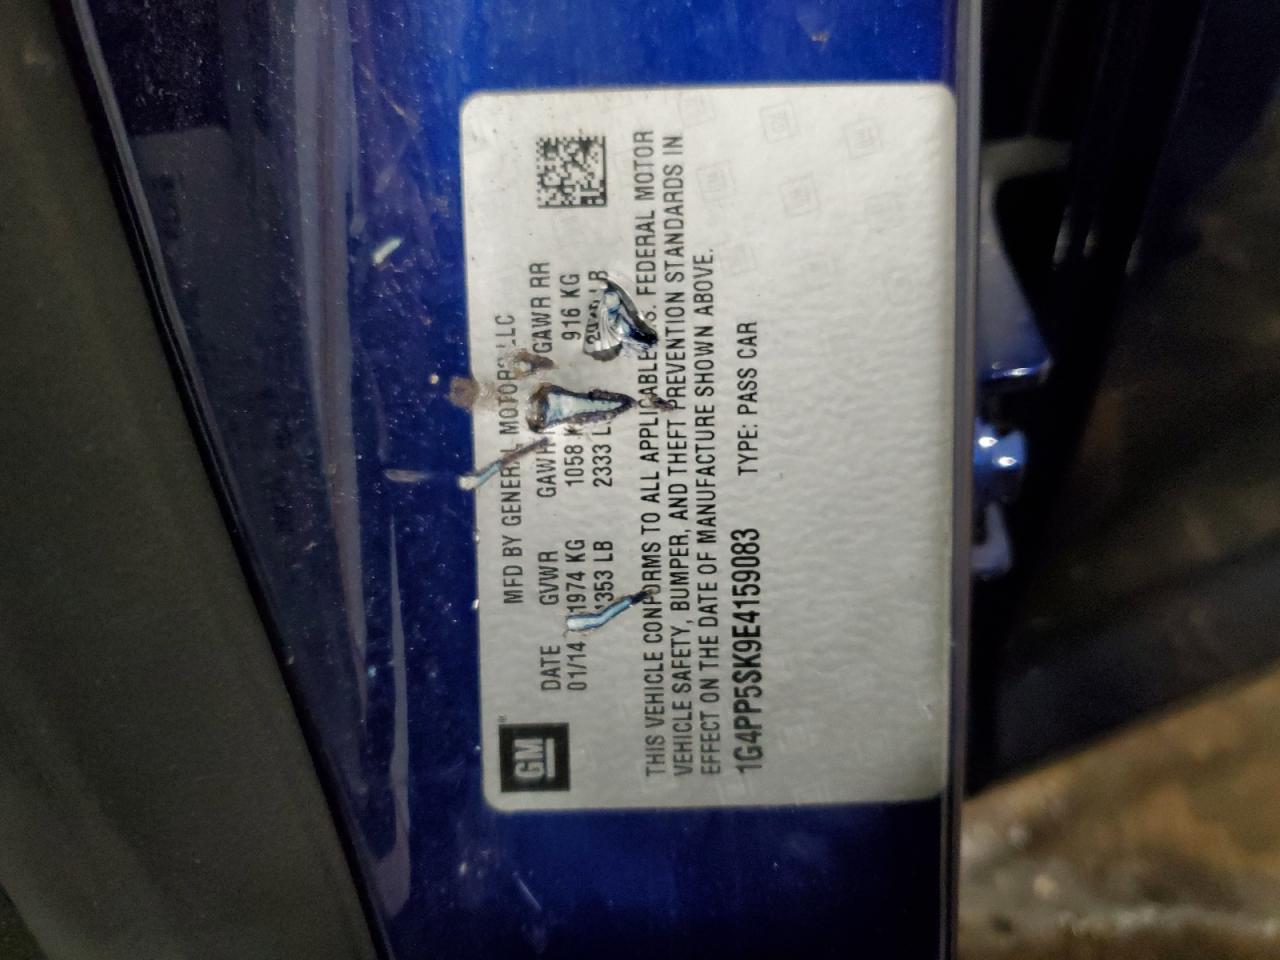 GM
MFD BY GENERAL MOTORS LLC
DATE GVWR GAWR GAWR RR
01/14 1974 KG 1058 K 916 KG
353 LB 2333 L LB
THIS VEHICLE CONFORMS TO ALL APPLICABLE U.S. FEDERAL MOTOR
VEHICLE SAFETY, BUMPER, AND THEFT PREVENTION STANDARDS IN
EFFECT ON THE DATE OF MANUFACTURE SHOWN ABOVE.
1G4PP5SK9E4159083 TYPE: PASS CAR